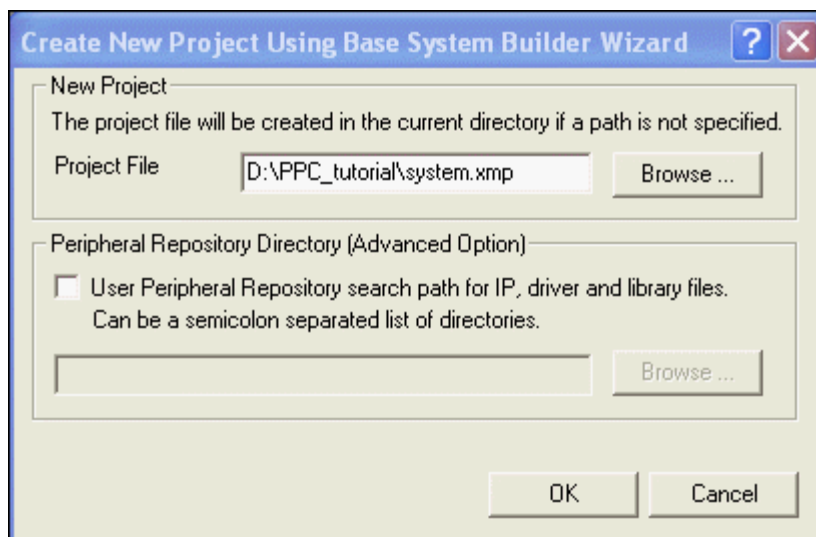 Create New Project Using Base System Builder Wizard
New Project
The project file will be created in the current directory if a path is not specified.
Project File D:\PPC_tutorial\system.xmp Browse ...
Peripheral Repository Directory (Advanced Option)
User Peripheral Repository search path for IP, driver and library files.
Can be a semicolon separated list of directories.
Browse ...
OK Cancel